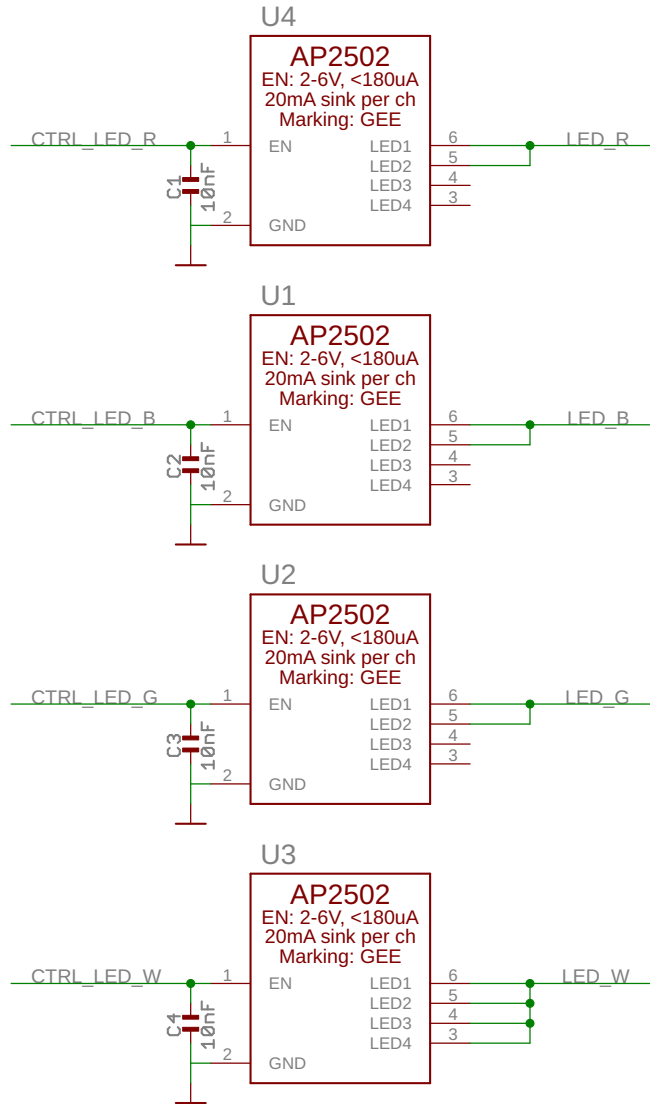 U4
AP2502
EN: 2-6V, <180uA
20mA sink per ch
Marking: GEE
CTRL_LED_R 1 EN LED1 6 LED_R
LED2 5
C1 10nF LED3 4
LED4 3
2 GND
U1
AP2502
EN: 2-6V, <180uA
20mA sink per ch
Marking: GEE
CTRL_LED_B 1 EN LED1 6 LED_B
LED2 5
C2 10nF LED3 4
LED4 3
2 GND
U2
AP2502
EN: 2-6V, <180uA
20mA sink per ch
Marking: GEE
CTRL_LED_G 1 EN LED1 6 LED_G
LED2 5
C3 10nF LED3 4
LED4 3
2 GND
U3
AP2502
EN: 2-6V, <180uA
20mA sink per ch
Marking: GEE
CTRL_LED_W 1 EN LED1 6 LED_W
LED2 5
C4 10nF LED3 4
LED4 3
2 GND